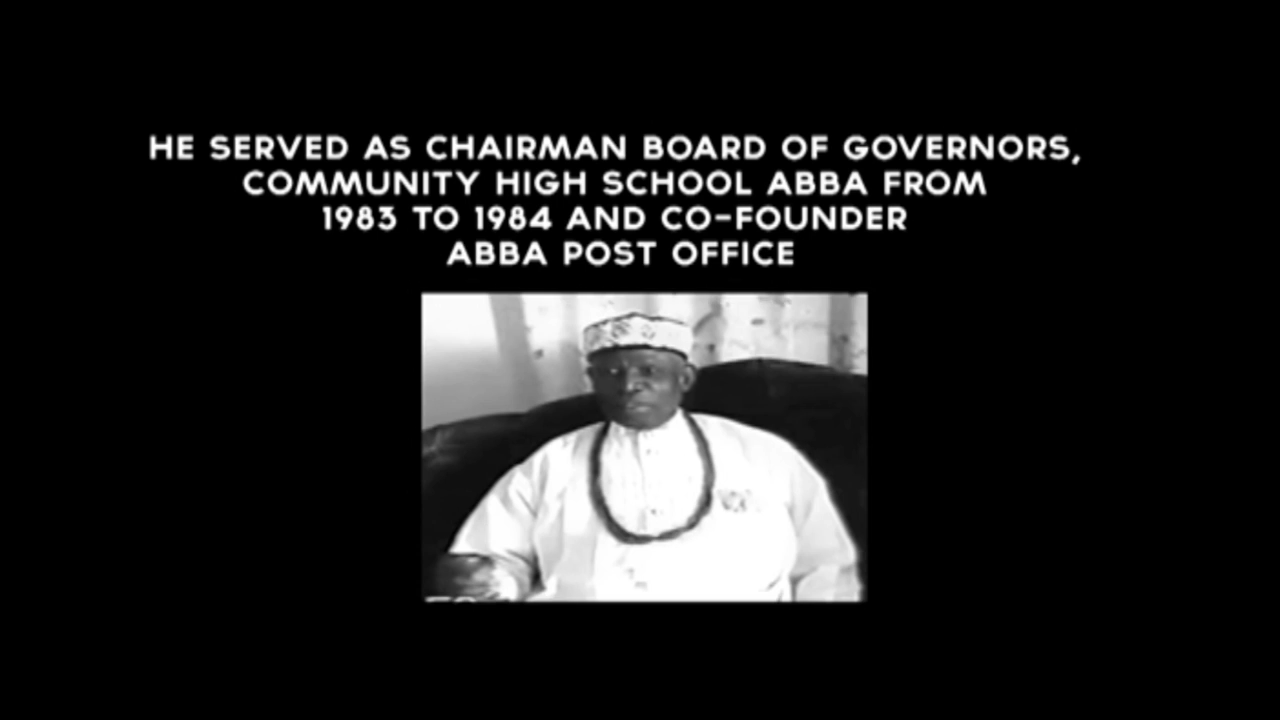 HE SERVED AS CHAIRMAN BOARD OF GOVERNORS,
COMMUNITY HIGH SCHOOL ABBA FROM
1983 TO 1984 AND CO-FOUNDER
ABBA POST OFFICE